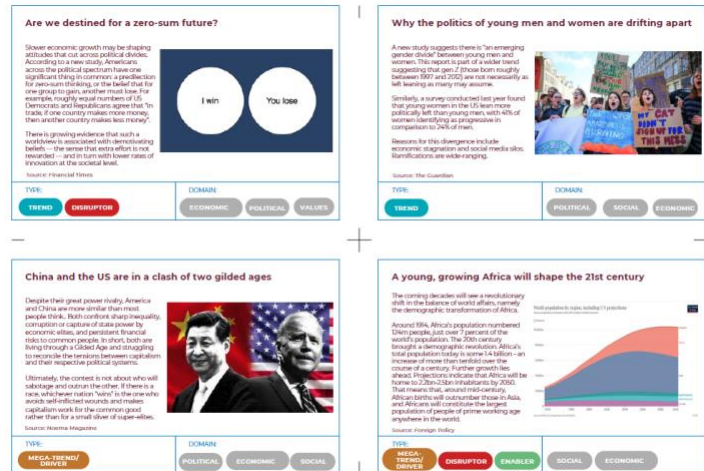 Are we destined for a zero-sum future?
Slower economic growth may be shaping
attitudes that cut across political divides.
According to a new study, Americans
across the political spectrum have one
significant thing in common: a predilection
for zero-sum thinking, or the belief that for
one group to gain, another must lose. For
example, roughly equal numbers of US
Democrats and Republicans agree that "in
trade, if one country makes more money,
then another country makes less money".
There is growing evidence that such a
worldview is associated with demotivating
beliefs — the sense that extra effort is not
rewarded — and in turn with lower rates of
innovation at the societal level.
Source: Financial Times
I win
You lose
TYPE:
DOMAIN:
TREND
DISRUPTOR
ECONOMIC
POLITICAL
VALUES
Why the politics of young men and women are drifting apart
A new study suggests there is "an emerging
gender divide" between young men and
women. This report is part of a wider trend
suggesting that gen Z (those born roughly
between 1997 and 2012) are not necessarily as
left leaning as many may assume.
Similarly, a survey conducted last year found
that young women in the US lean more
politically left than young men, with 41% of
women identifying as progressive in
comparison to 24% of men.
Reasons for this divergence include
economic stagnation and social media silos.
Ramifications are wide-ranging.
Source: The Guardian
MY CAT
DIDN'T
SIGN UP FOR
THIS MESS
TYPE:
DOMAIN:
TREND
POLITICAL
SOCIAL
ECONOMIC
China and the US are in a clash of two gilded ages
Despite their great power rivalry, America
and China are more similar than most
people think. Both confront sharp inequality,
corruption or capture of state power by
economic elites, and persistent financial
risks to common people. In short, both are
living through a Gilded Age and struggling
to reconcile the tensions between capitalism
and their respective political systems.
Ultimately, the contest is not about who will
sabotage and outrun the other. If there is a
race, whichever nation "wins" is the one who
avoids self-inflicted wounds and makes
capitalism work for the common good
rather than for a small sliver of super-elites.
Source: Noema Magazine
TYPE:
DOMAIN:
MEGA-TREND/
DRIVER
POLITICAL
ECONOMIC
SOCIAL
A young, growing Africa will shape the 21st century
The coming decades will see a revolutionary
shift in the balance of world affairs, namely
the demographic transformation of Africa.
Around 1914, Africa's population numbered
124m people, just over 7 percent of the
world's population. The 20th century
brought a demographic revolution. Africa's
total population today is some 1.4 billion – an
increase of more than tenfold over the
course of a century. Further growth lies
ahead. Projections indicate that Africa will be
home to 2.2bn-2.5bn inhabitants by 2050.
That means that, around mid-century,
African births will outnumber those in Asia,
and Africans will constitute the largest
population of people of prime working age
anywhere in the world.
Source: Foreign Policy
World population by region, including UN projections
TYPE:
DOMAIN:
MEGA-
TREND/
DRIVER
DISRUPTOR
ENABLER
SOCIAL
ECONOMIC